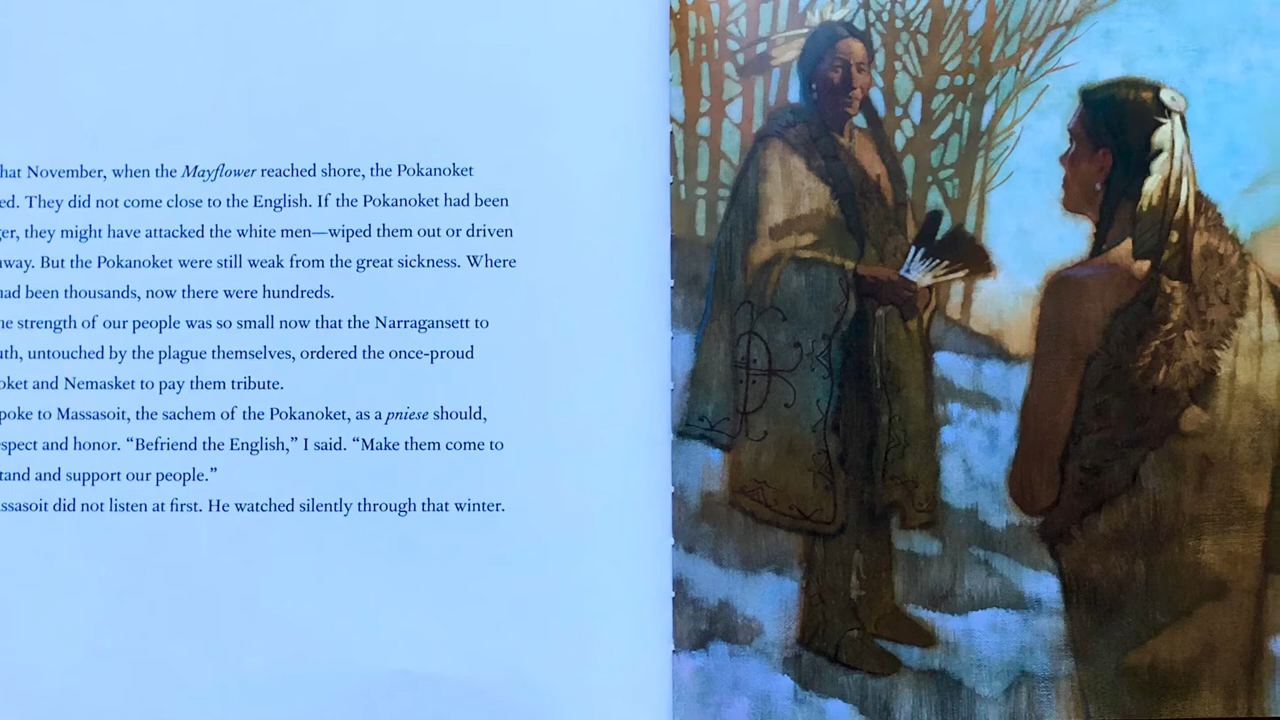 hat November, when the Mayflower reached shore, the Pokanoket
ed. They did not come close to the English. If the Pokanoket had been
ger, they might have attacked the white men—wiped them out or driven
away. But the Pokanoket were still weak from the great sickness. Where
had been thousands, now there were hundreds.
he strength of our people was so small now that the Narragansett to
uth, untouched by the plague themselves, ordered the once-proud
oket and Nemasket to pay them tribute.
poke to Massasoit, the sachem of the Pokanoket, as a pniese should,
espect and honor. “Befriend the English,” I said. “Make them come to
tand and support our people.”
assasoit did not listen at first. He watched silently through that winter.